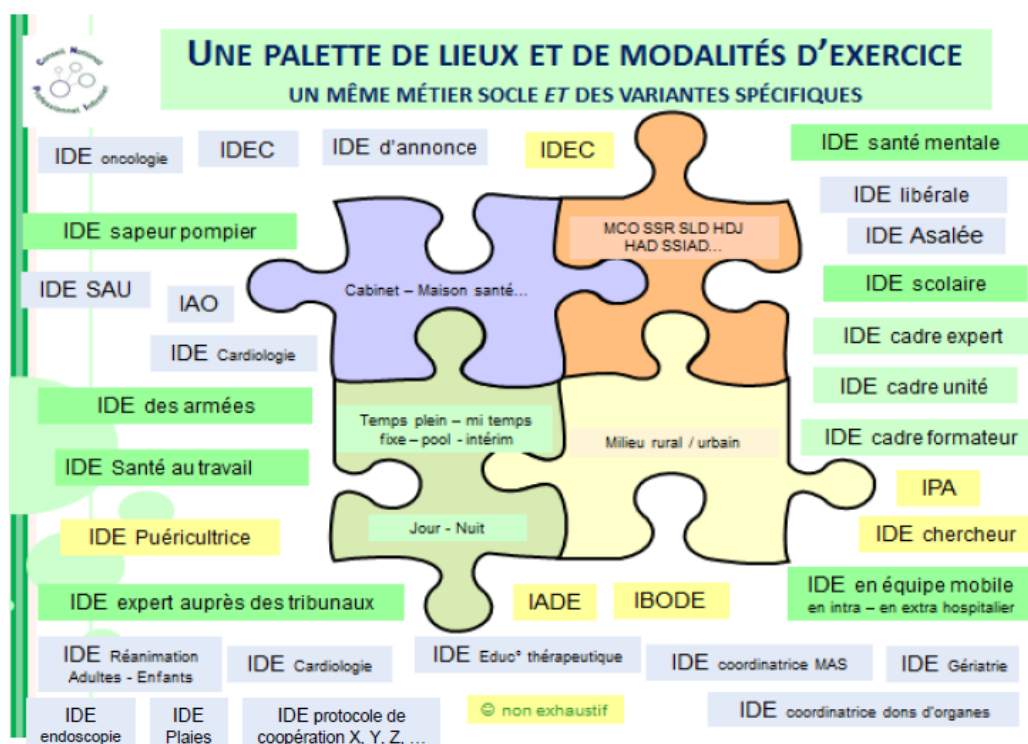 Conseil National Professionnel Infirmier
UNE PALETTE DE LIEUX ET DE MODALITÉS D'EXERCICE
UN MÊME MÉTIER SOCLE ET DES VARIANTES SPÉCIFIQUES
IDE oncologie
IDEC
IDE d'annonce
IDEC
IDE santé mentale
IDE libérale
IDE sapeur pompier
MCO SSR SLD HDJ
HAD SSIAD...
IDE Asalée
IDE SAU
IAO
Cabinet – Maison santé...
IDE scolaire
IDE Cardiologie
IDE cadre expert
IDE cadre unité
IDE des armées
Temps plein – mi temps
fixe – pool - intérim
Milieu rural / urbain
IDE cadre formateur
IDE Santé au travail
IPA
IDE Puéricultrice
Jour - Nuit
IDE chercheur
IDE expert auprès des tribunaux
IADE
IBODE
IDE en équipe mobile
en intra – en extra hospitalier
IDE Réanimation
Adultes - Enfants
IDE Cardiologie
IDE Educ° thérapeutique
IDE coordinatrice MAS
IDE Gériatrie
IDE
endoscopie
IDE
Plaies
IDE protocole de
coopération X, Y, Z, ...
☺ non exhaustif
IDE coordinatrice dons d'organes